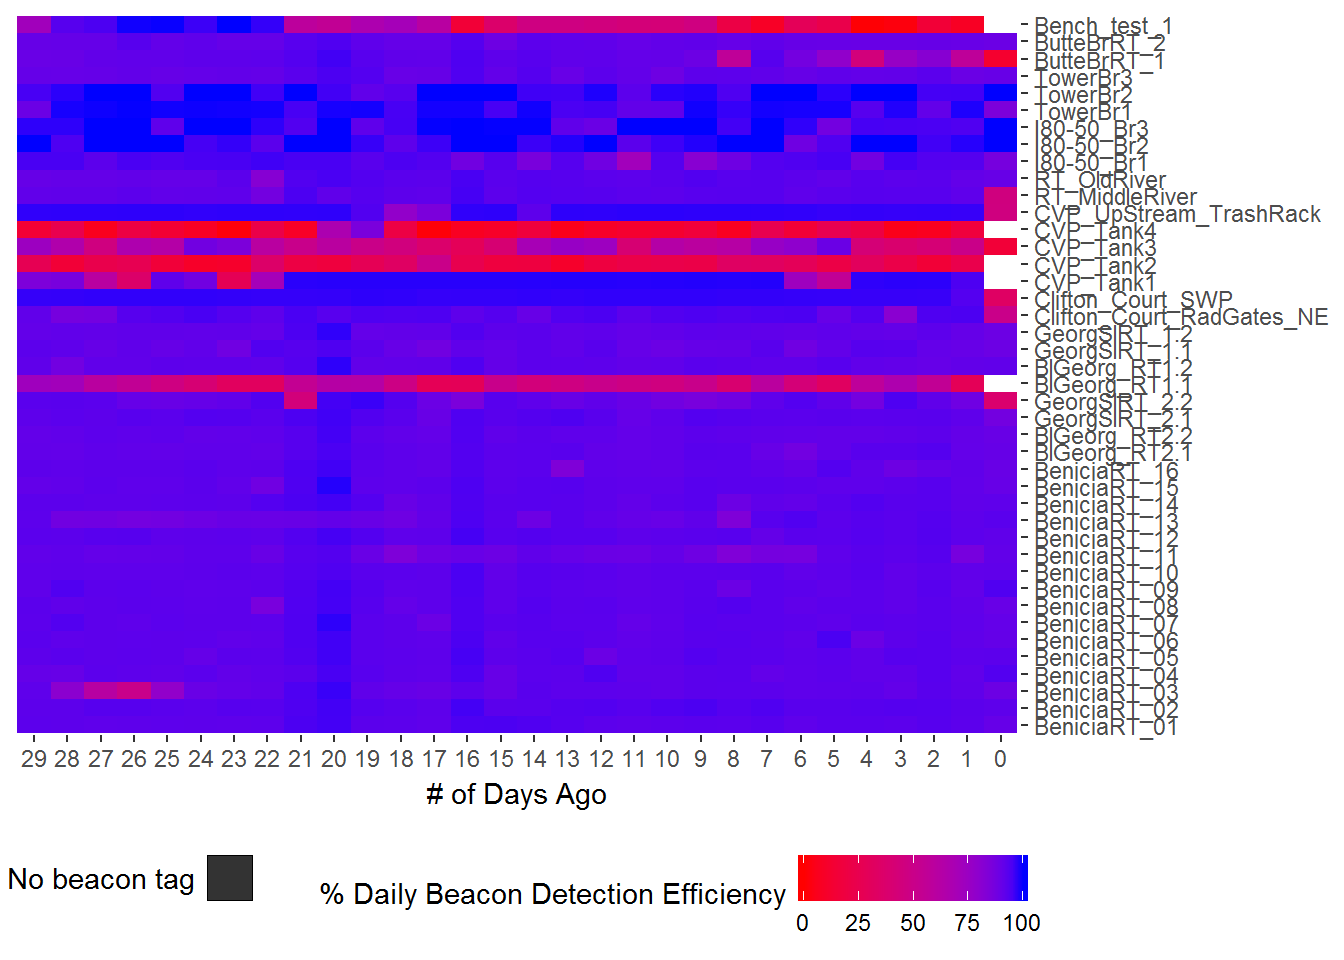 Bench_test_1
ButteBrRT_2
ButteBrRT_1
TowerBr3
TowerBr2
TowerBr1
I80-50_Br3
I80-50_Br2
I80-50_Br1
RT_OldRiver
RT_MiddleRiver
CVP_UpStream_TrashRack
CVP_Tank4
CVP_Tank3
CVP_Tank2
CVP_Tank1
Clifton_Court_SWP
Clifton_Court_RadGates_NE
GeorgSlRT_1.2
GeorgSlRT_1.1
BlGeorg_RT1.2
BlGeorg_RT1.1
GeorgSlRT_2.2
GeorgSlRT_2.1
BlGeorg_RT2.2
BlGeorg_RT2.1
BeniciaRT_16
BeniciaRT_15
BeniciaRT_14
BeniciaRT_13
BeniciaRT_12
BeniciaRT_11
BeniciaRT_10
BeniciaRT_09
BeniciaRT_08
BeniciaRT_07
BeniciaRT_06
BeniciaRT_05
BeniciaRT_04
BeniciaRT_03
BeniciaRT_02
BeniciaRT_01
29 28 27 26 25 24 23 22 21 20 19 18 17 16 15 14 13 12 11 10 9 8 7 6 5 4 3 2 1 0
# of Days Ago
No beacon tag
% Daily Beacon Detection Efficiency
0 25 50 75 100